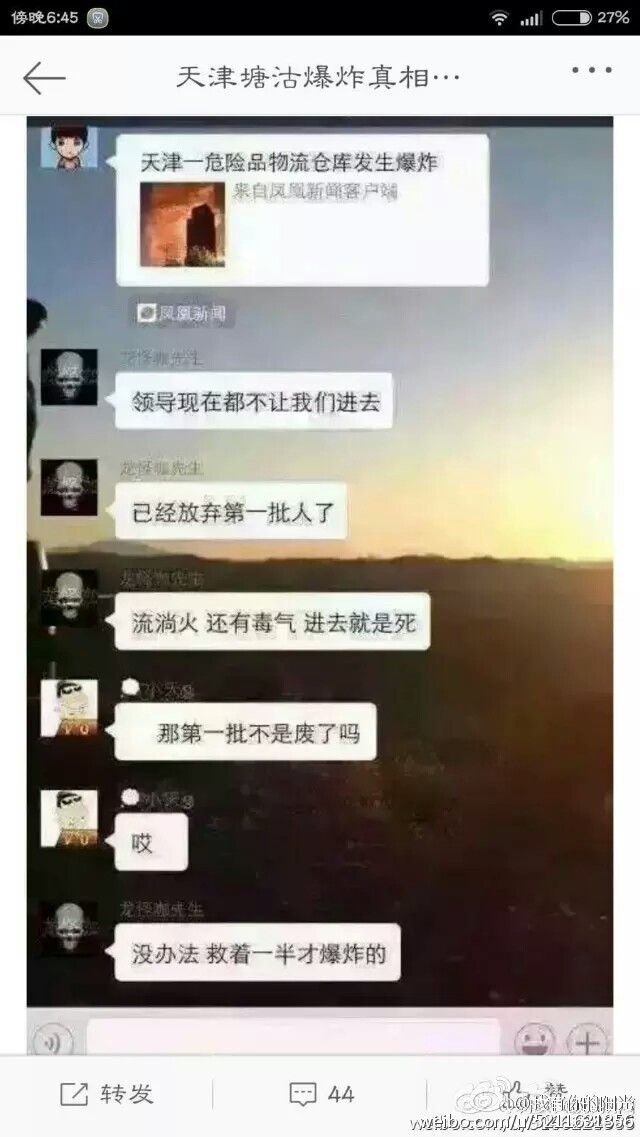 傍晚6:45
27%
天津塘沽爆炸真相…
天津一危险品物流仓库发生爆炸
来自凤凰新闻客户端
凤凰新闻
龙怪咖先生
领导现在都不让我们进去
龙怪咖先生
已经放弃第一批人了
龙怪咖先生
流淌火 还有毒气 进去就是死
那第一批不是废了吗
哎
龙怪咖先生
没办法 救着一半才爆炸的
转发
44
赞
weibo.com/u/5211621356